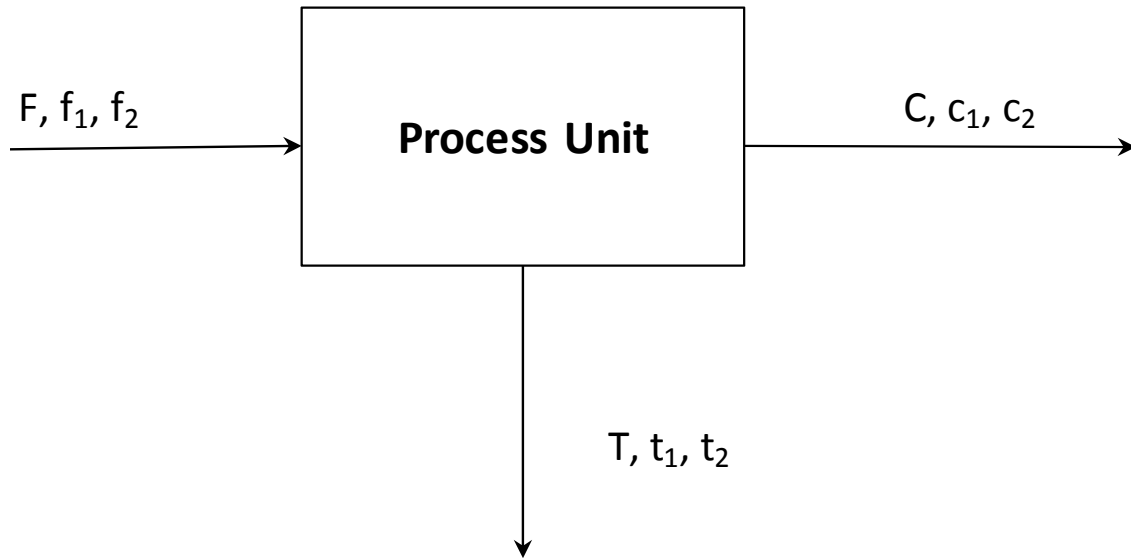 F, f₁, f₂
Process Unit
C, c₁, c₂
T, t₁, t₂